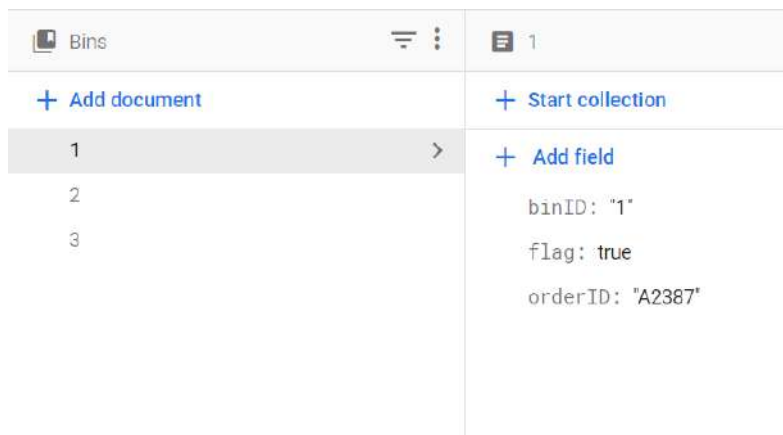 Bins
1
+ Add document
+ Start collection
1
+ Add field
2
binID: "1"
3
flag: true
orderID: "A2387"